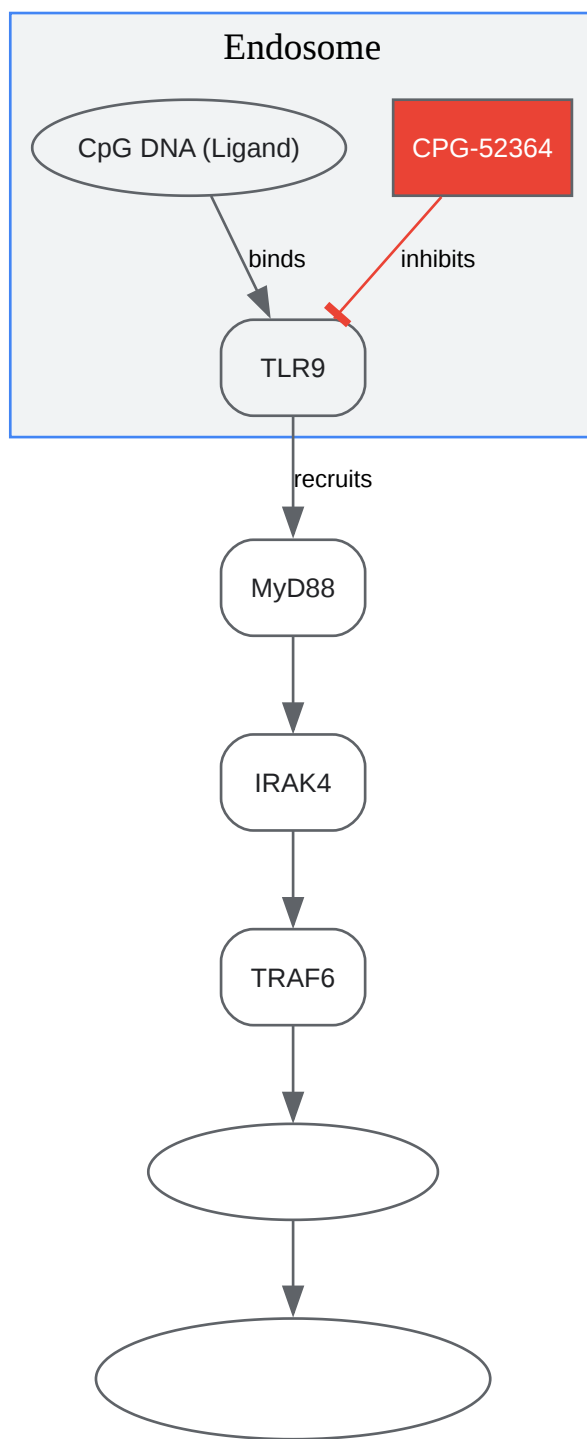 Endosome
CpG DNA (Ligand)
CPG-52364
binds
inhibits
TLR9
recruits
MyD88
IRAK4
TRAF6